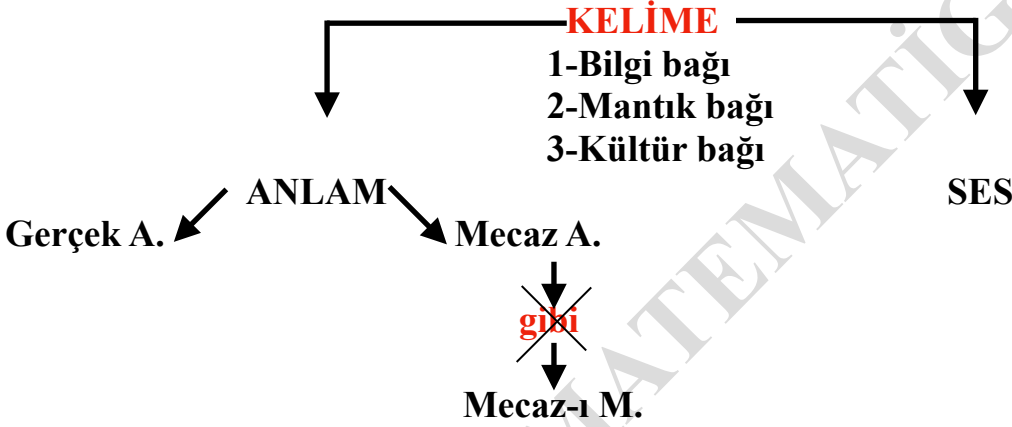 KELİME
1-Bilgi bağı
2-Mantık bağı
3-Kültür bağı
ANLAM
SES
Gerçek A.
Mecaz A.
gibi
Mecaz-ı M.